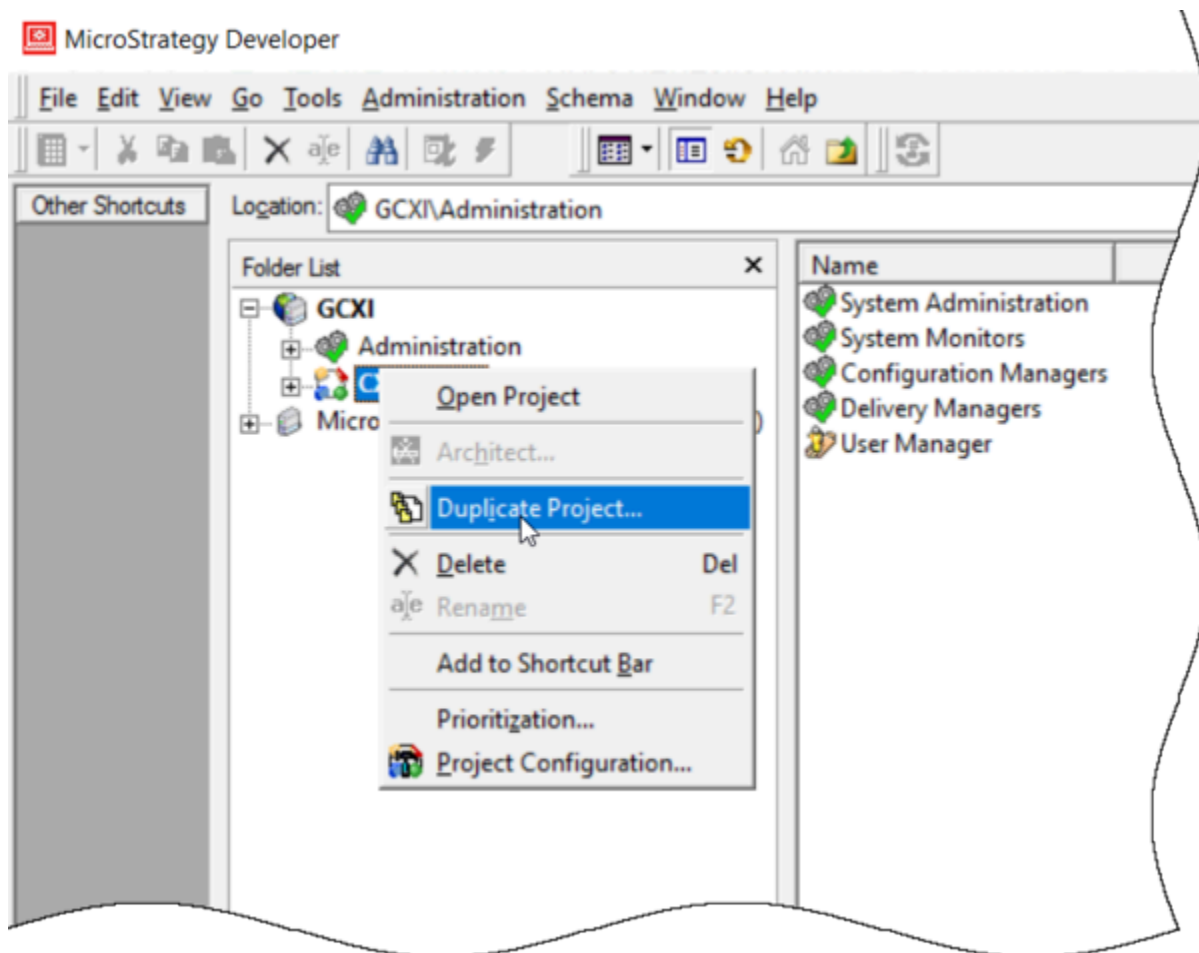 MicroStrategy Developer
File Edit View Go Tools Administration Schema Window Help
Other Shortcuts
Location: GCXI\Administration
Folder List
Name
GCXI
Administration
System Administration
System Monitors
Configuration Managers
Delivery Managers
User Manager
Open Project
Architect...
Duplicate Project...
Delete Del
Rename F2
Add to Shortcut Bar
Prioritization...
Project Configuration...